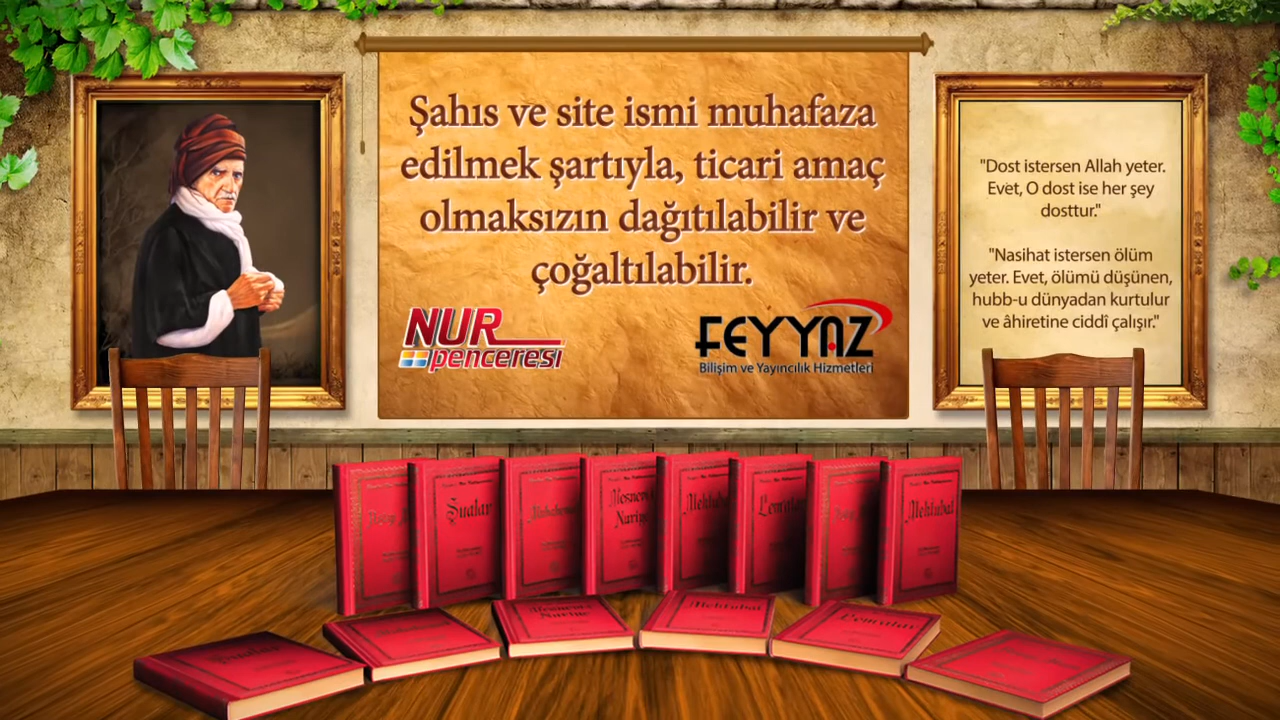 Şahıs ve site ismi muhafaza
edilmek şartıyla, ticari amaç
olmaksızın dağıtılabilir ve
çoğaltılabilir.
NUR
penceresi
FEYYAZ
Bilişim ve Yayıncılık Hizmetleri
"Dost istersen Allah yeter.
Evet, O dost ise her şey
dosttur."
"Nasihat istersen ölüm
yeter. Evet, ölümü düşünen,
hubb-u dünyadan kurtulur
ve âhiretine ciddî çalışır."
Şualar
Mesnevi
Nuriye
Mektubat
Lem'alar
Mektubat
Şualar
Mesnevi
Nuriye
Mektubat
Lem'alar